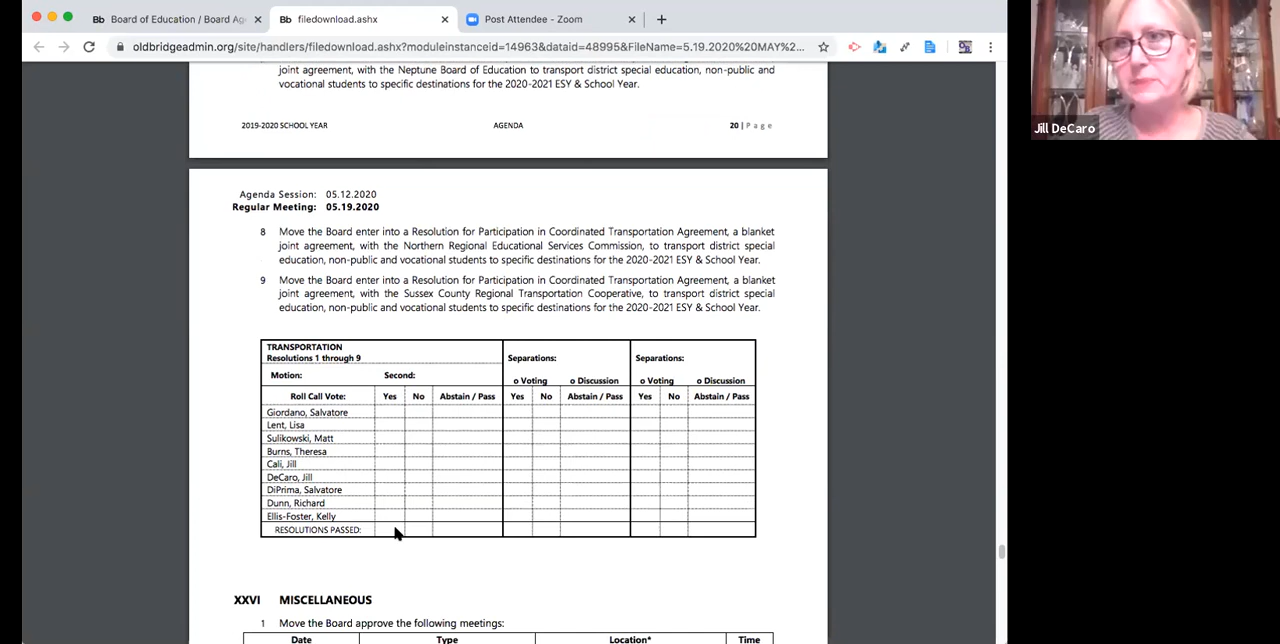 Bb Board of Education / Board Ag
Bb filedownload.ashx
Post Attendee - Zoom
oldbridgeadmin.org/site/handlers/filedownload.ashx?moduleinstanceid=14963&dataid=48995&FileName=5.19.2020%20MAY%2...
joint agreement, with the Neptune Board of Education to transport district special education, non-public and
vocational students to specific destinations for the 2020-2021 ESY & School Year.
2019-2020 SCHOOL YEAR AGENDA 20 | Page
Agenda Session: 05.12.2020
Regular Meeting: 05.19.2020
8 Move the Board enter into a Resolution for Participation in Coordinated Transportation Agreement, a blanket
joint agreement, with the Northern Regional Educational Services Commission, to transport district special
education, non-public and vocational students to specific destinations for the 2020-2021 ESY & School Year.
9 Move the Board enter into a Resolution for Participation in Coordinated Transportation Agreement, a blanket
joint agreement, with the Sussex County Regional Transportation Cooperative, to transport district special
education, non-public and vocational students to specific destinations for the 2020-2021 ESY & School Year.
TRANSPORTATION
Resolutions 1 through 9 Separations: Separations:
Motion: Second:
o Voting o Discussion o Voting o Discussion
Roll Call Vote: Yes No Abstain / Pass Yes No Abstain / Pass Yes No Abstain / Pass
Giordano, Salvatore
Lent, Lisa
Sulikowski, Matt
Burns, Theresa
Cali, Jill
DeCaro, Jill
DiPrima, Salvatore
Dunn, Richard
Ellis-Foster, Kelly
RESOLUTIONS PASSED:
XXVI MISCELLANEOUS
1 Move the Board approve the following meetings:
Date Type Location* Time
Jill DeCaro